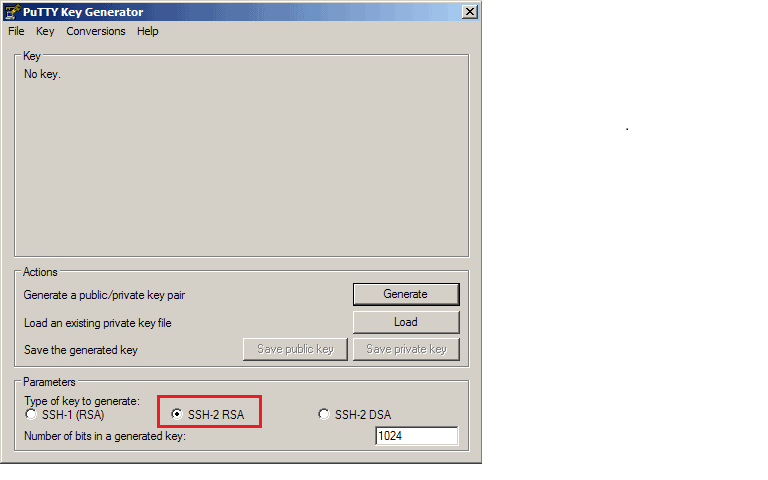 PuTTY Key Generator
File Key Conversions Help
Key
No key.
Actions
Generate a public/private key pair
Generate
Load an existing private key file
Load
Save the generated key
Save public key
Save private key
Parameters
Type of key to generate:
SSH-1 (RSA)
SSH-2 RSA
SSH-2 DSA
Number of bits in a generated key:
1024
.